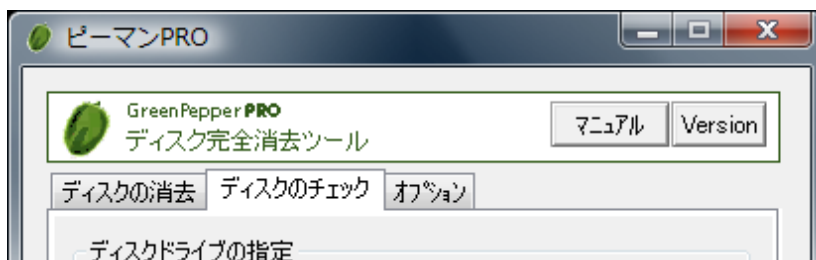 ピーマンPRO
GreenPepper PRO
ディスク完全消去ツール
ﾏﾆｭｱﾙ Version
ディスクの消去 ディスクのチェック ｵﾌﾟｼｮﾝ
ディスクドライブの指定